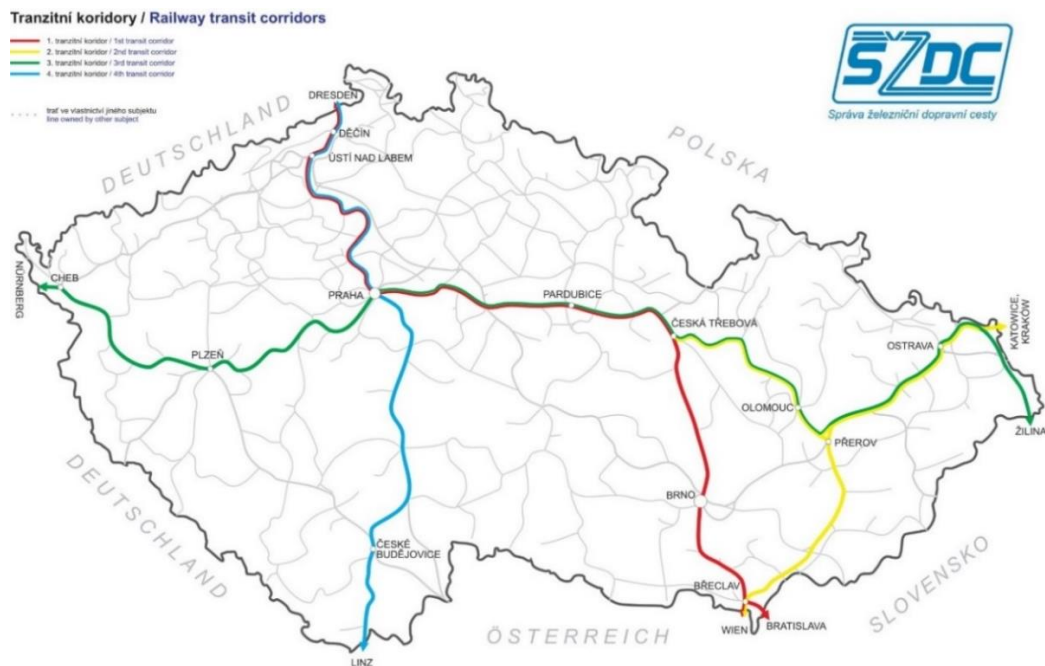 Tranzitní koridory / Railway transit corridors
1. tranzitní koridor / 1st transit corridor
2. tranzitní koridor / 2nd transit corridor
3. tranzitní koridor / 3rd transit corridor
4. tranzitní koridor / 4th transit corridor
trať ve vlastnictví jiného subjektu
line owned by other subject
SŽDC
Správa železniční dopravní cesty
DRESDEN
DĚČÍN
ÚSTÍ NAD LABEM
DEUTSCHLAND
POLSKA
NÜRNBERG
CHEB
PRAHA
PARDUBICE
ČESKÁ TŘEBOVÁ
KATOWICE,
KRAKÓW
OSTRAVA
PLZEŇ
OLOMOUC
PŘEROV
ŽILINA
DEUTSCHLAND
BRNO
ČESKÉ
BUDĚJOVICE
BŘECLAV
SLOVENSKO
WIEN
BRATISLAVA
ÖSTERREICH
LINZ